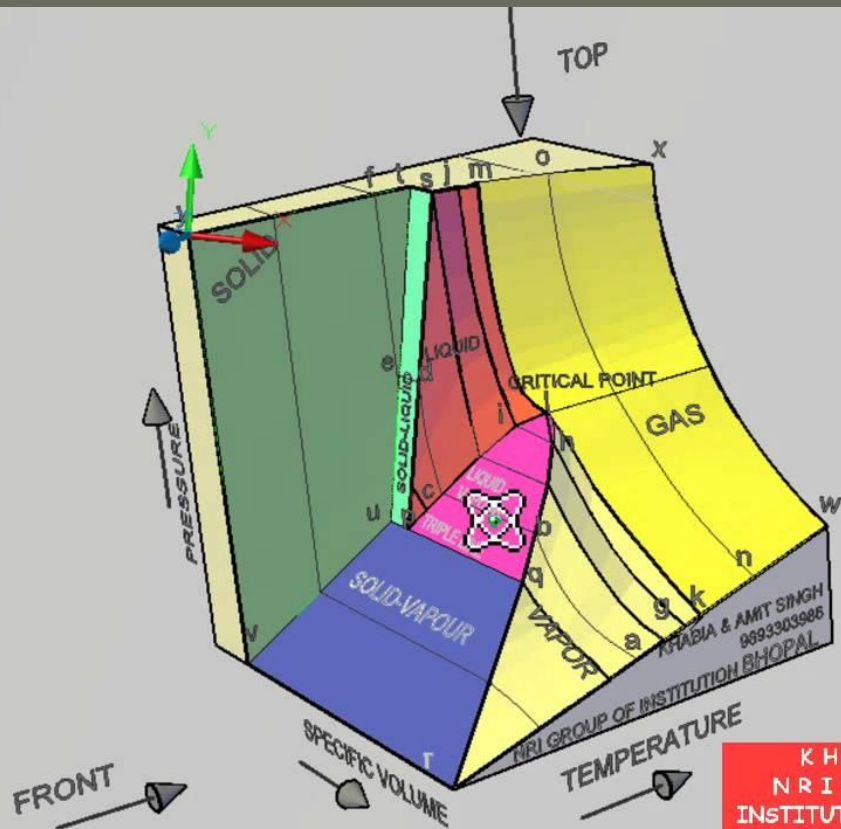 TOP
Y
X
f t s j m o x
y
SOLID
e d
LIQUID
SOLID-LIQUID
CRITICAL POINT
i
h
GAS
PRESSURE
c
LIQUID
u
b
TRIPLE
q
w
n
SOLID-VAPOUR
VAPOR
a g k
v
KHABIA & AMIT SINGH
9893303985
NRI GROUP OF INSTITUTION BHOPAL
r
SPECIFIC VOLUME
TEMPERATURE
FRONT
K H
N R I
INSTITUT